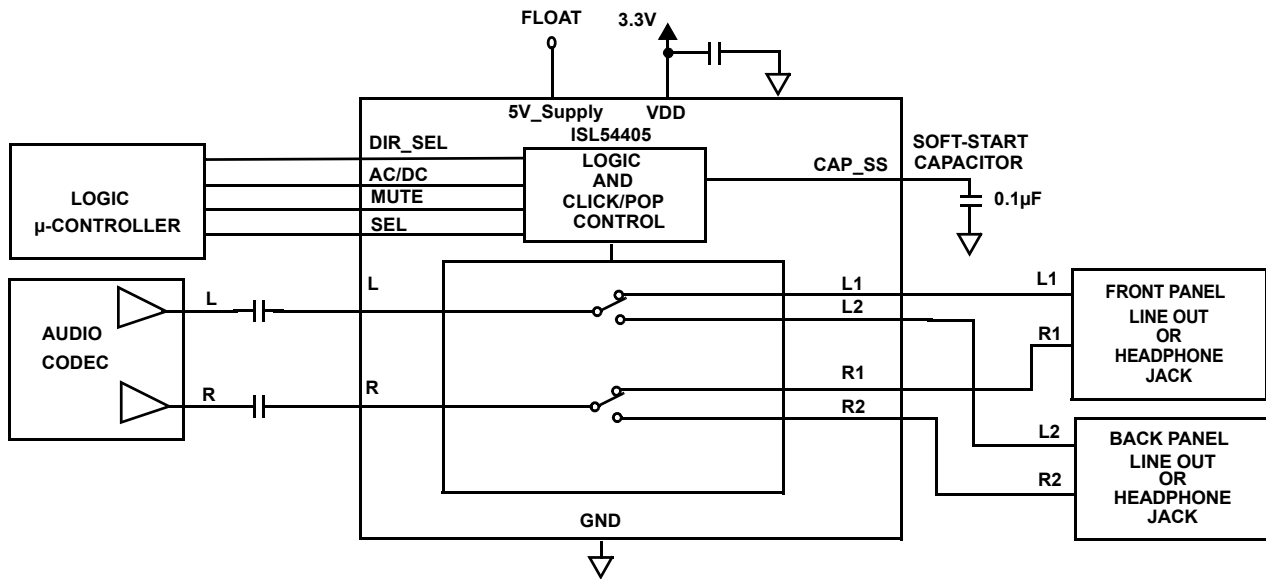 FLOAT
3.3V
5V_Supply
VDD
ISL54405
DIR_SEL
AC/DC
MUTE
SEL
LOGIC
µ-CONTROLLER
LOGIC
AND
CLICK/POP
CONTROL
CAP_SS
SOFT-START
CAPACITOR
0.1µF
AUDIO
CODEC
L
R
L
R
L1
L2
R1
R2
L1
R1
FRONT PANEL
LINE OUT
OR
HEADPHONE
JACK
L2
R2
BACK PANEL
LINE OUT
OR
HEADPHONE
JACK
GND